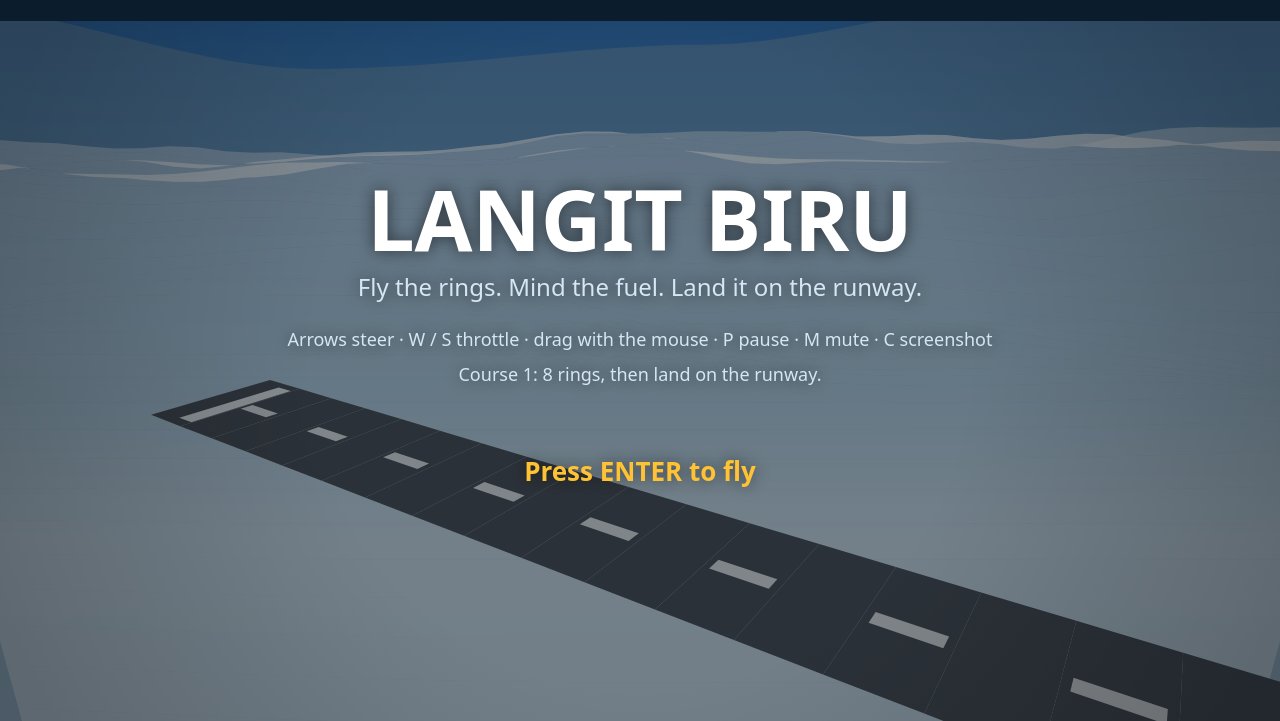 LANGIT BIRU
Fly the rings. Mind the fuel. Land it on the runway.
Arrows steer · W / S throttle · drag with the mouse · P pause · M mute · C screenshot
Course 1: 8 rings, then land on the runway.
Press ENTER to fly